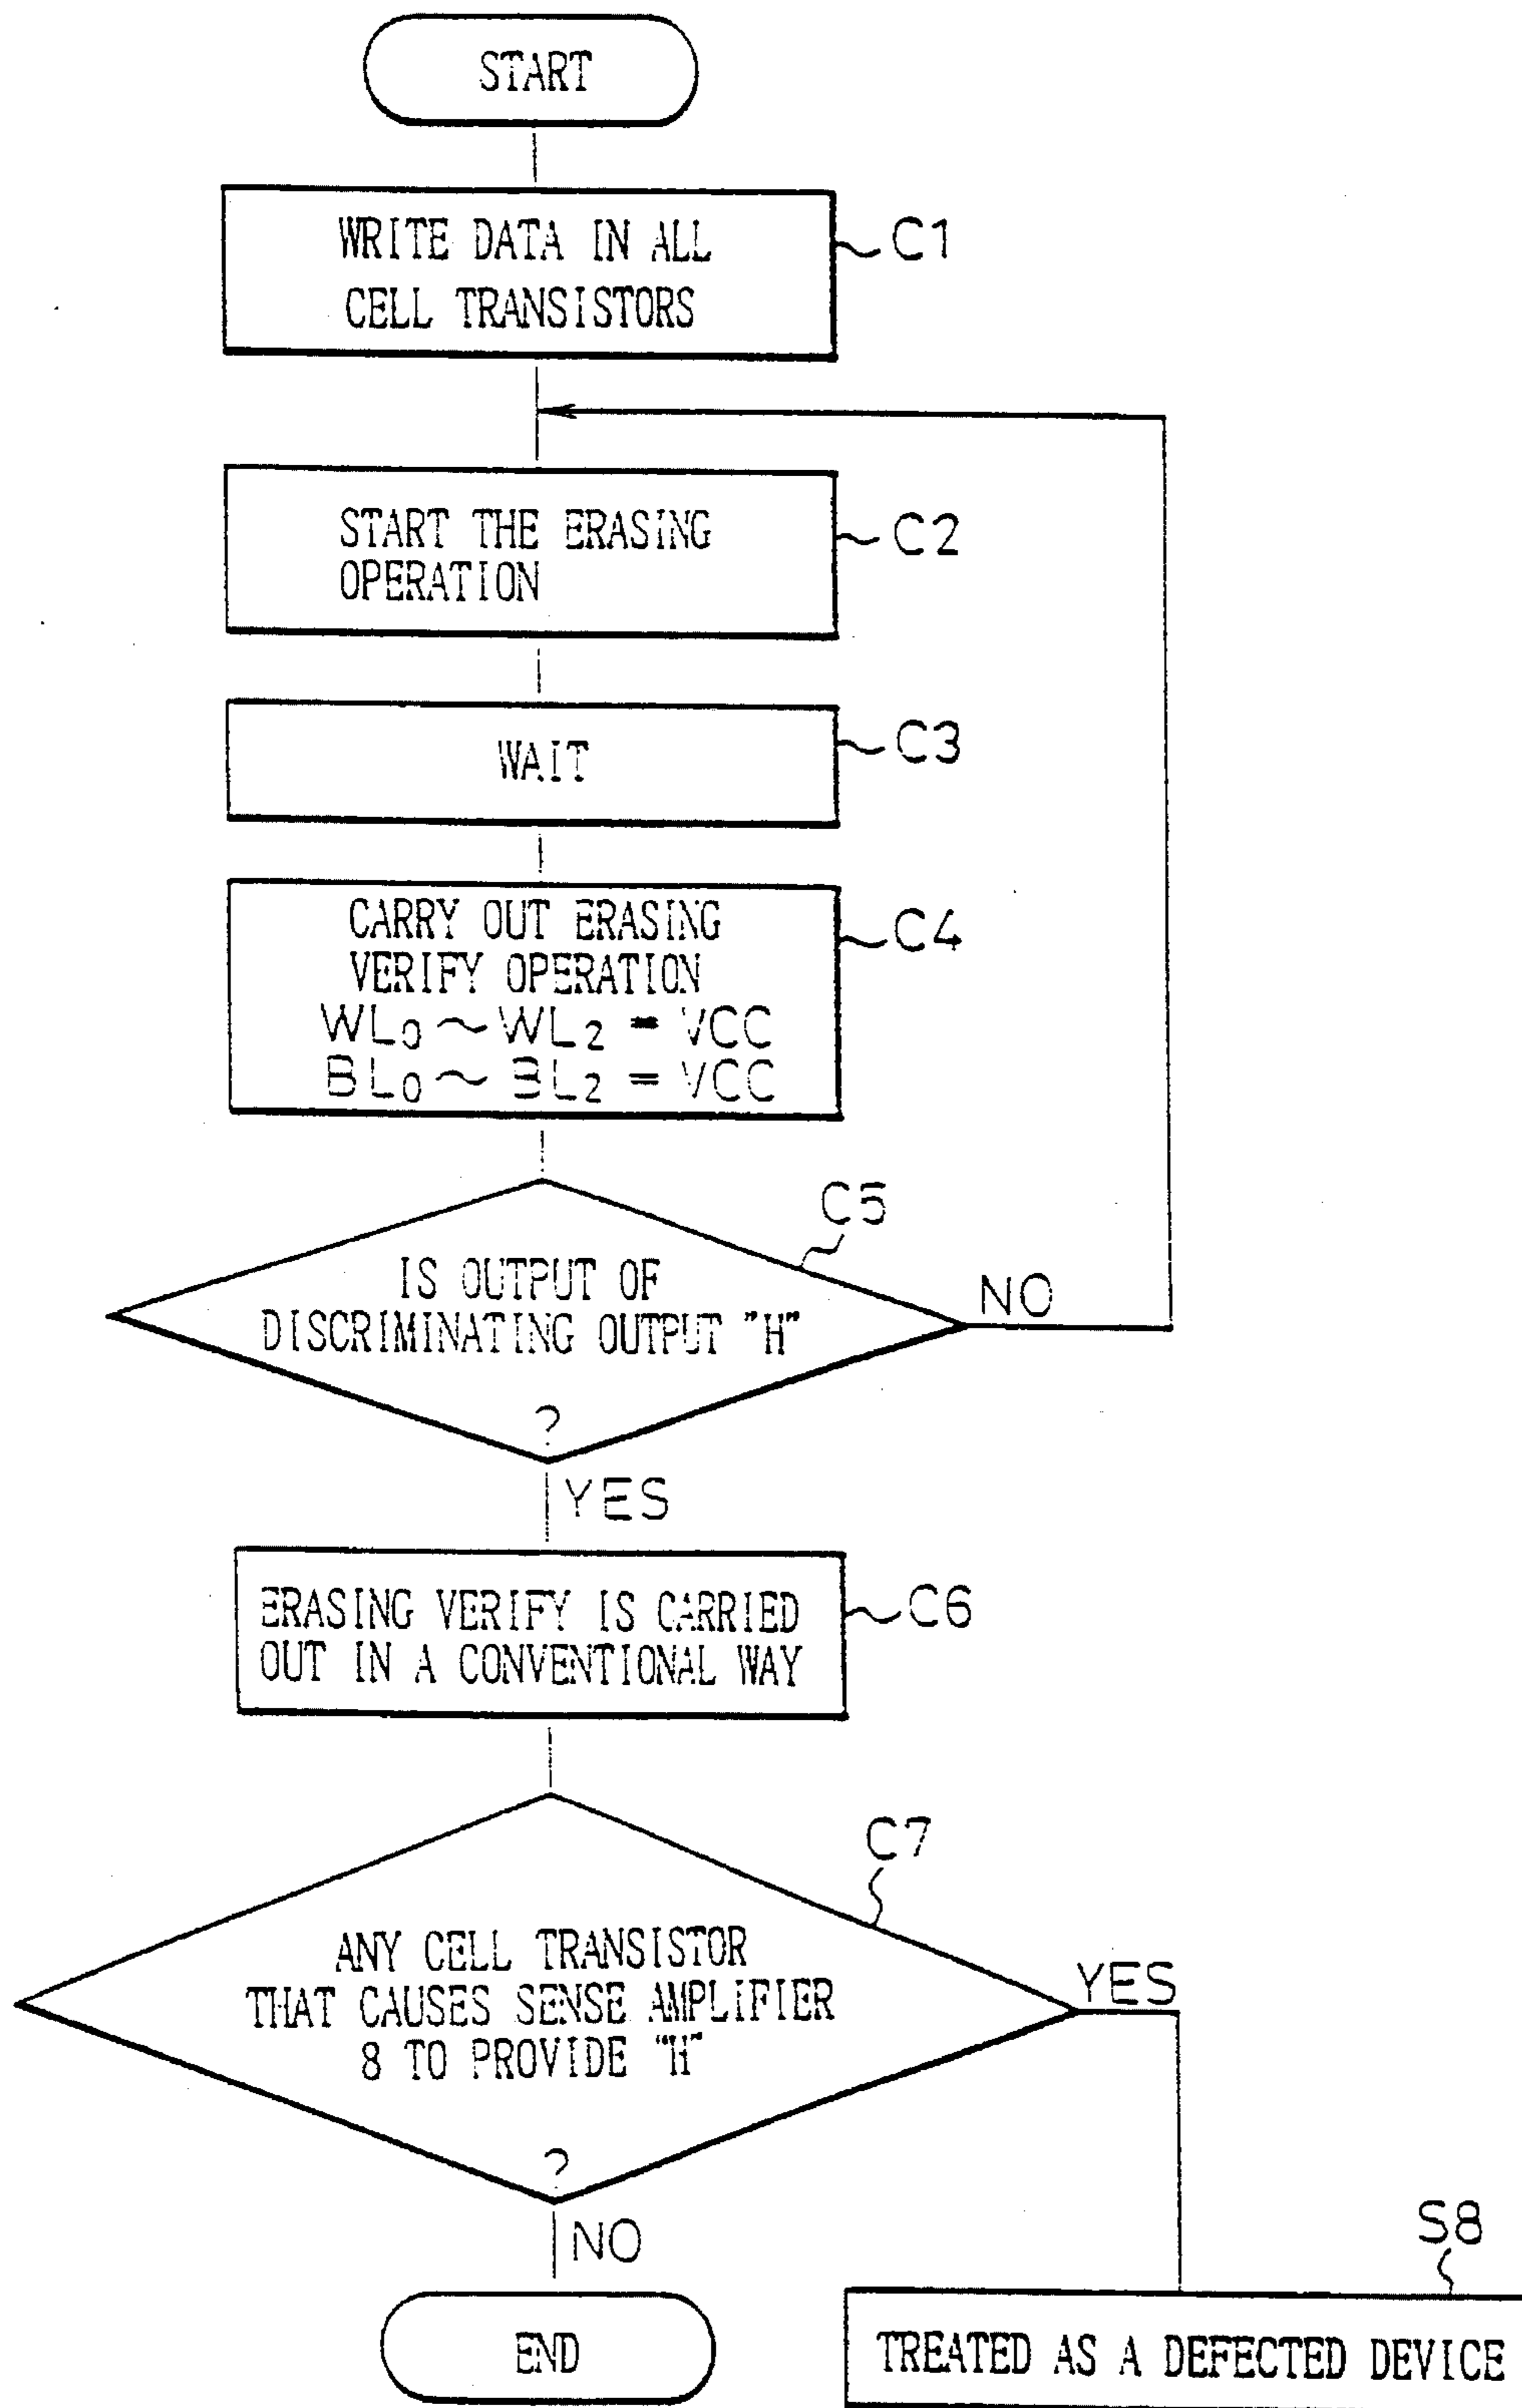 START
WRITE DATA IN ALL
CELL TRANSISTORS
C1
START THE ERASING
OPERATION
C2
WAIT
C3
CARRY OUT ERASING
VERIFY OPERATION
WL₀ ~ WL₂ = VCC
BL₀ ~ BL₂ = VCC
C4
C5
IS OUTPUT OF
DISCRIMINATING OUTPUT "H"
?
NO
YES
ERASING VERIFY IS CARRIED
OUT IN A CONVENTIONAL WAY
C6
C7
ANY CELL TRANSISTOR
THAT CAUSES SENSE AMPLIFIER
8 TO PROVIDE "H"
?
YES
NO
S8
END
TREATED AS A DEFECTED DEVICE